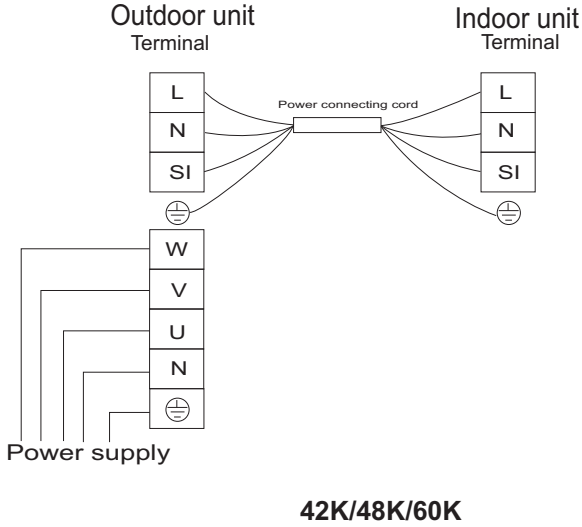 Outdoor unit
Terminal
Indoor unit
Terminal
Power connecting cord
L
N
SI
L
N
SI
W
V
U
N
Power supply
42K/48K/60K